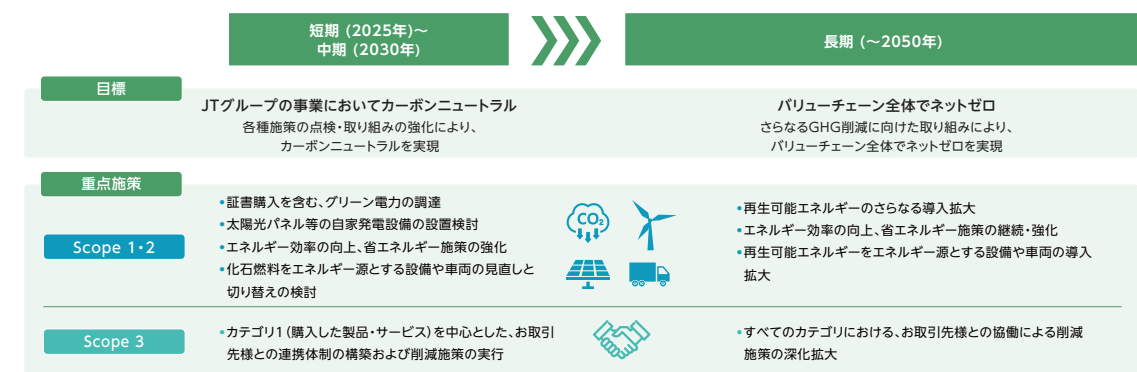 短期 (2025年)～
中期 (2030年)
長期 (～2050年)
目標
JTグループの事業においてカーボンニュートラル
各種施策の点検・取り組みの強化により、
カーボンニュートラルを実現
バリューチェーン全体でネットゼロ
さらなるGHG削減に向けた取り組みにより、
バリューチェーン全体でネットゼロを実現
重点施策
Scope 1・2
•証書購入を含む、グリーン電力の調達
•太陽光パネル等の自家発電設備の設置検討
•エネルギー効率の向上、省エネルギー施策の強化
•化石燃料をエネルギー源とする設備や車両の見直しと
切り替えの検討
CO₂
•再生可能エネルギーのさらなる導入拡大
•エネルギー効率の向上、省エネルギー施策の継続・強化
•再生可能エネルギーをエネルギー源とする設備や車両の導入
拡大
Scope 3
•カテゴリ1（購入した製品・サービス）を中心とした、お取引
先様との連携体制の構築および削減施策の実行
•すべてのカテゴリにおける、お取引先様との協働による削減
施策の深化拡大